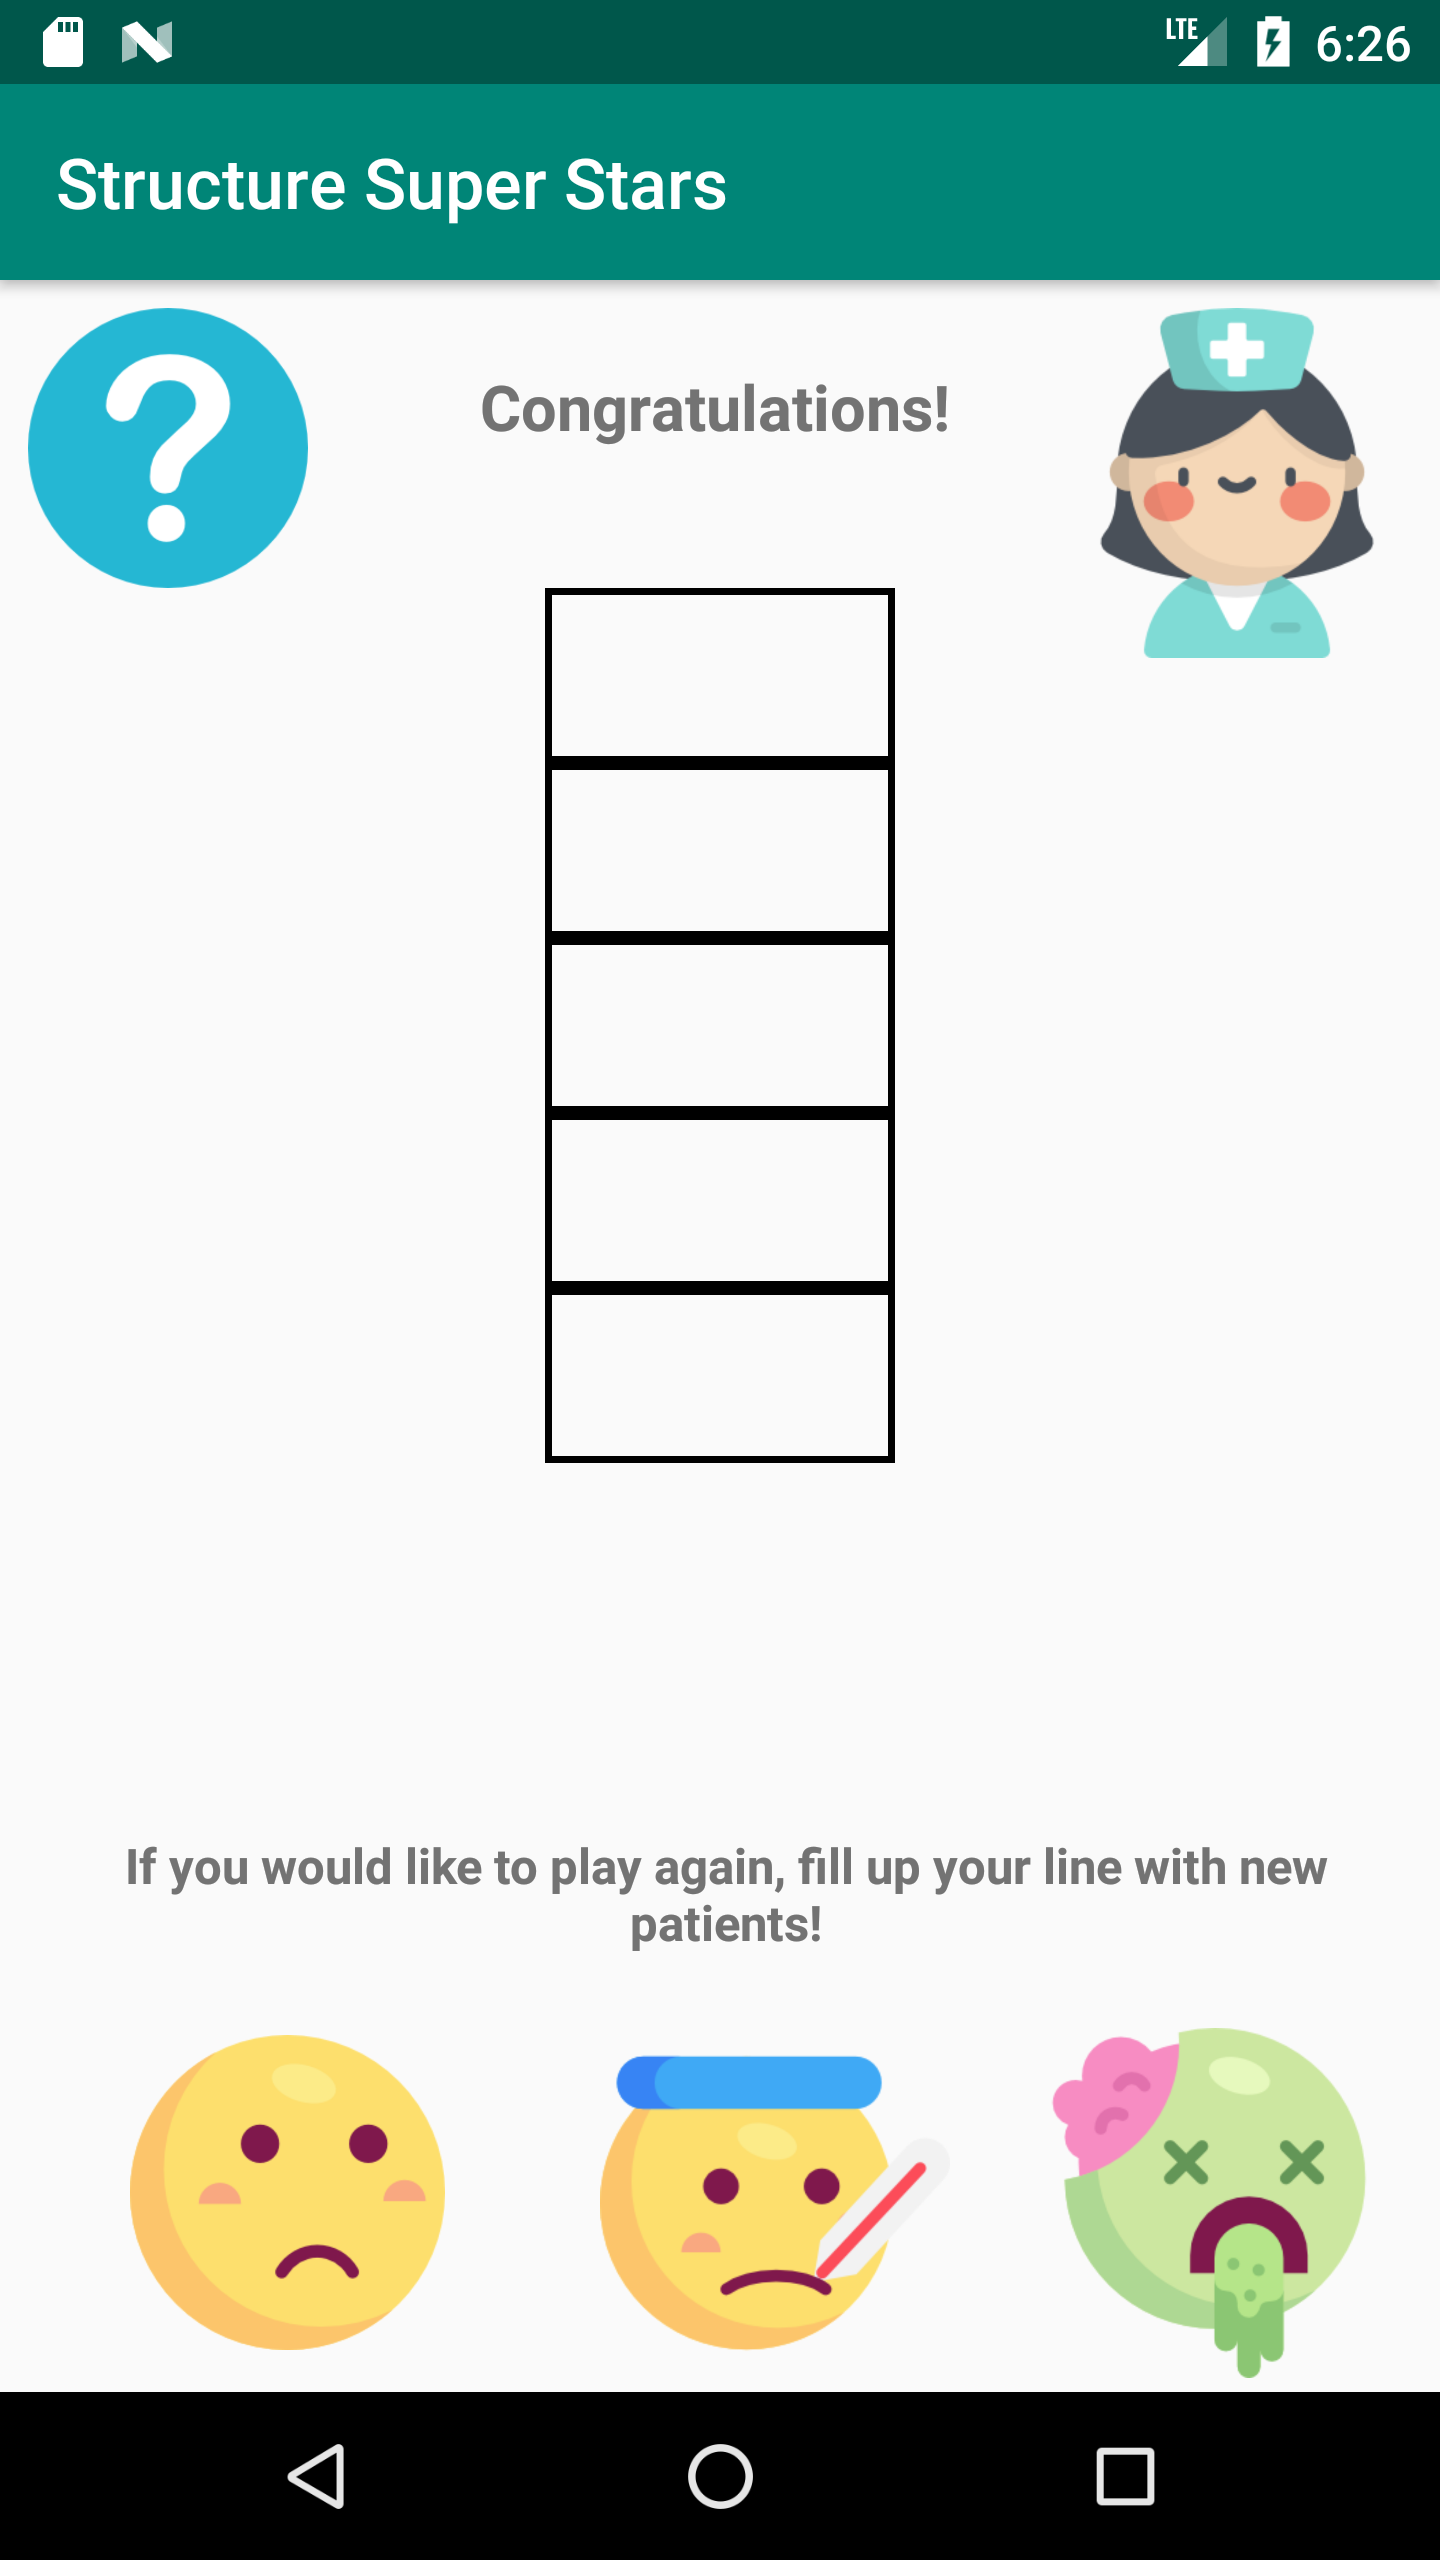 LTE 6:26
Structure Super Stars
Congratulations!
If you would like to play again, fill up your line with new
patients!